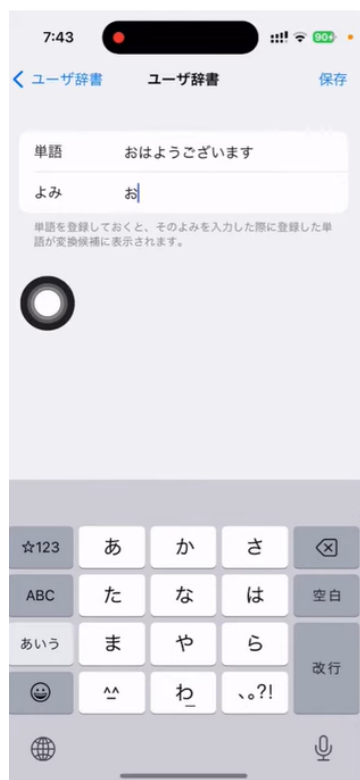 7:43
90
ユーザ辞書
ユーザ辞書
保存
単語 おはようございます
よみ お
単語を登録しておくと、そのよみを入力した際に登録した単
語が変換候補に表示されます。
☆123 あ か さ
ABC た な は 空白
あいう ま や ら
改行
^^ わ 、。?!